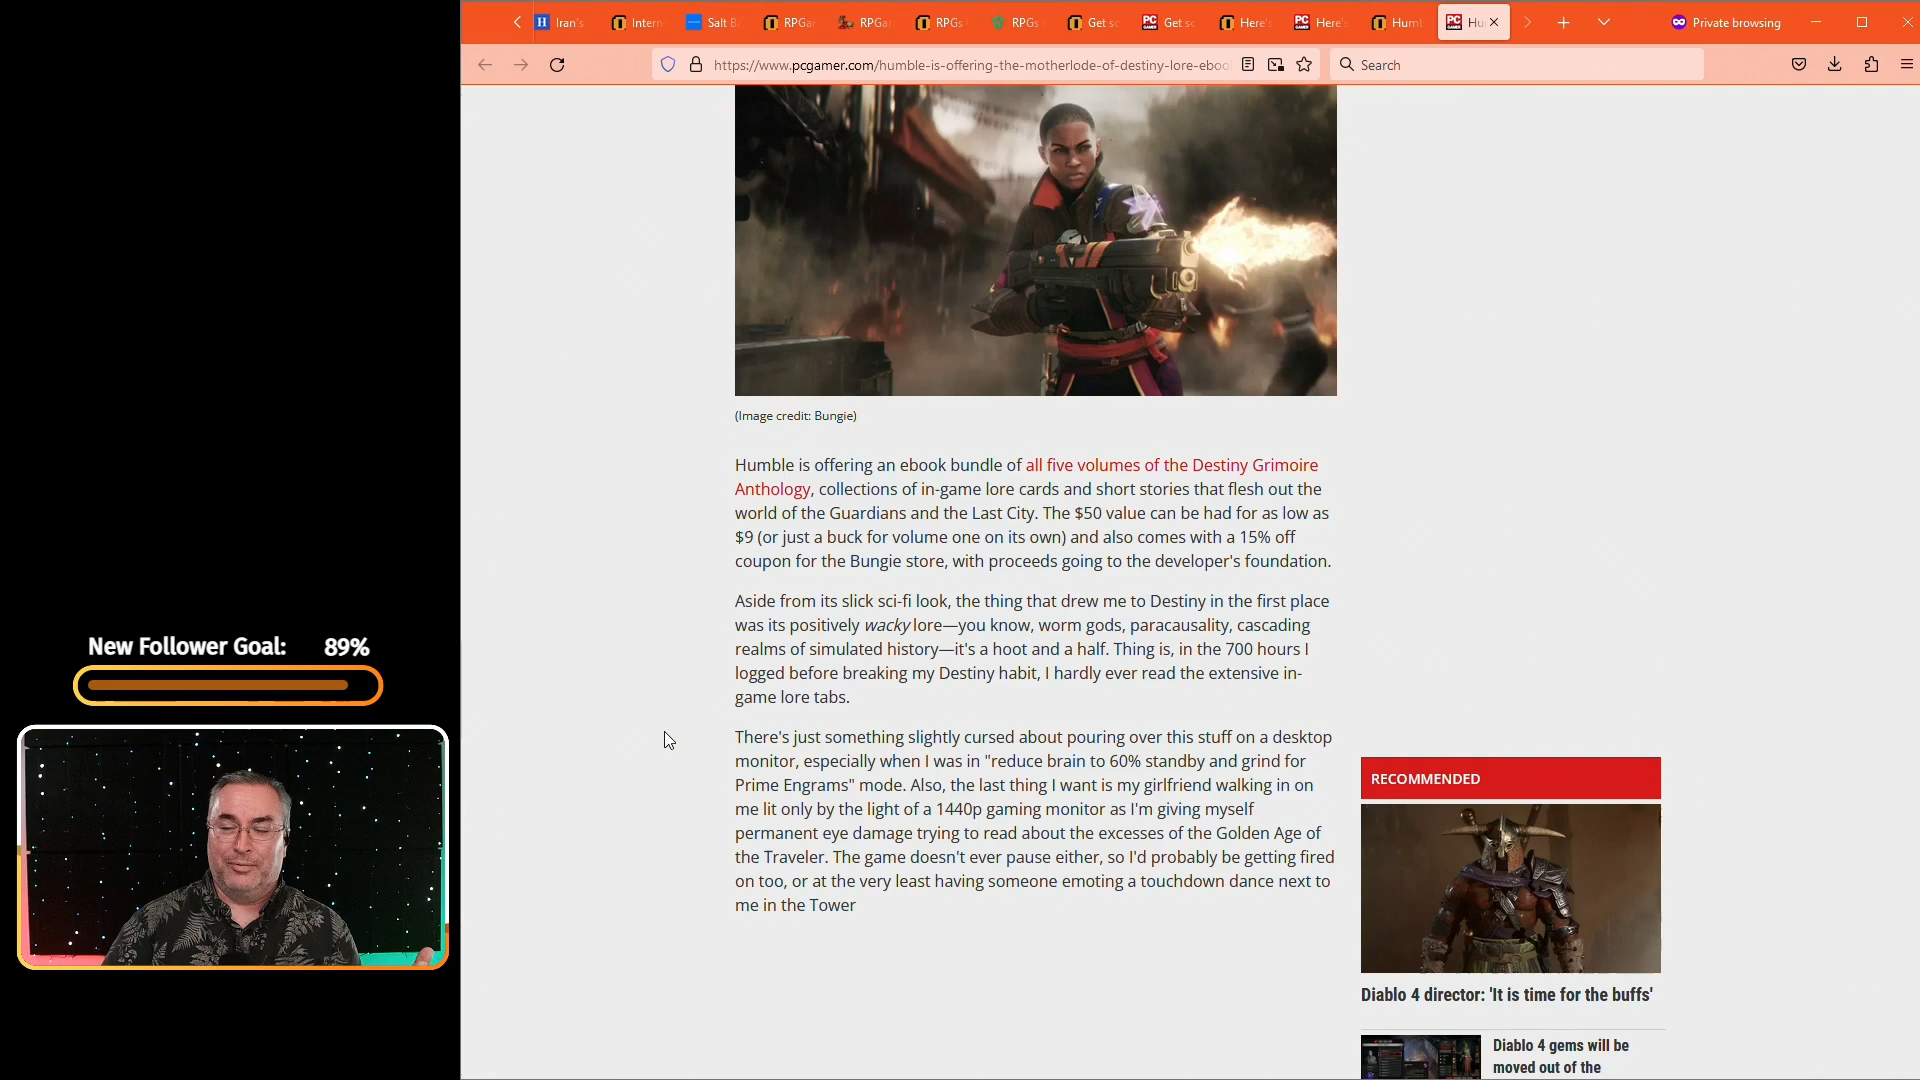 Iran's
Intern
Salt B
RPGar
RPGa
RPGs
RPGs
Get so
PC GAMER
Get so
Here's
PC GAMER
Here'
Humb
PC GAMER
Hu
Private browsing
https://www.pcgamer.com/humble-is-offering-the-motherlode-of-destiny-lore-eboo
Search
(Image credit: Bungie)
Humble is offering an ebook bundle of all five volumes of the Destiny Grimoire
Anthology, collections of in-game lore cards and short stories that flesh out the
world of the Guardians and the Last City. The $50 value can be had for as low as
$9 (or just a buck for volume one on its own) and also comes with a 15% off
coupon for the Bungie store, with proceeds going to the developer's foundation.
Aside from its slick sci-fi look, the thing that drew me to Destiny in the first place
was its positively wacky lore—you know, worm gods, paracausality, cascading
realms of simulated history—it's a hoot and a half. Thing is, in the 700 hours I
logged before breaking my Destiny habit, I hardly ever read the extensive in-
game lore tabs.
There's just something slightly cursed about pouring over this stuff on a desktop
monitor, especially when I was in "reduce brain to 60% standby and grind for
Prime Engrams" mode. Also, the last thing I want is my girlfriend walking in on
me lit only by the light of a 1440p gaming monitor as I'm giving myself
permanent eye damage trying to read about the excesses of the Golden Age of
the Traveler. The game doesn't ever pause either, so I'd probably be getting fired
on too, or at the very least having someone emoting a touchdown dance next to
me in the Tower
New Follower Goal: 89%
RECOMMENDED
Diablo 4 director: 'It is time for the buffs'
Diablo 4 gems will be
moved out of the